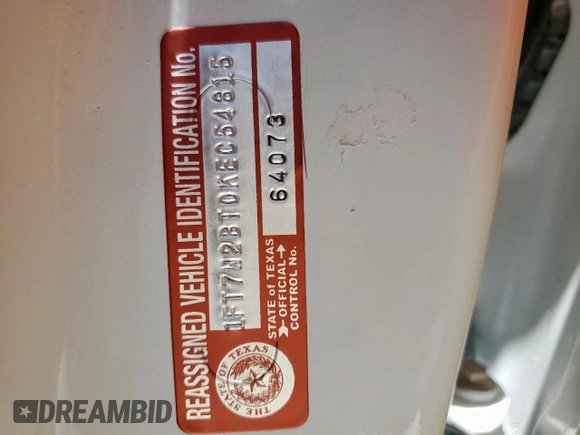 REASSIGNED VEHICLE IDENTIFICATION No.
1FT7W2BT0KEC54815
STATE of TEXAS
OFFICIAL
CONTROL No.
64073
THE STATE OF TEXAS
DREAMBID